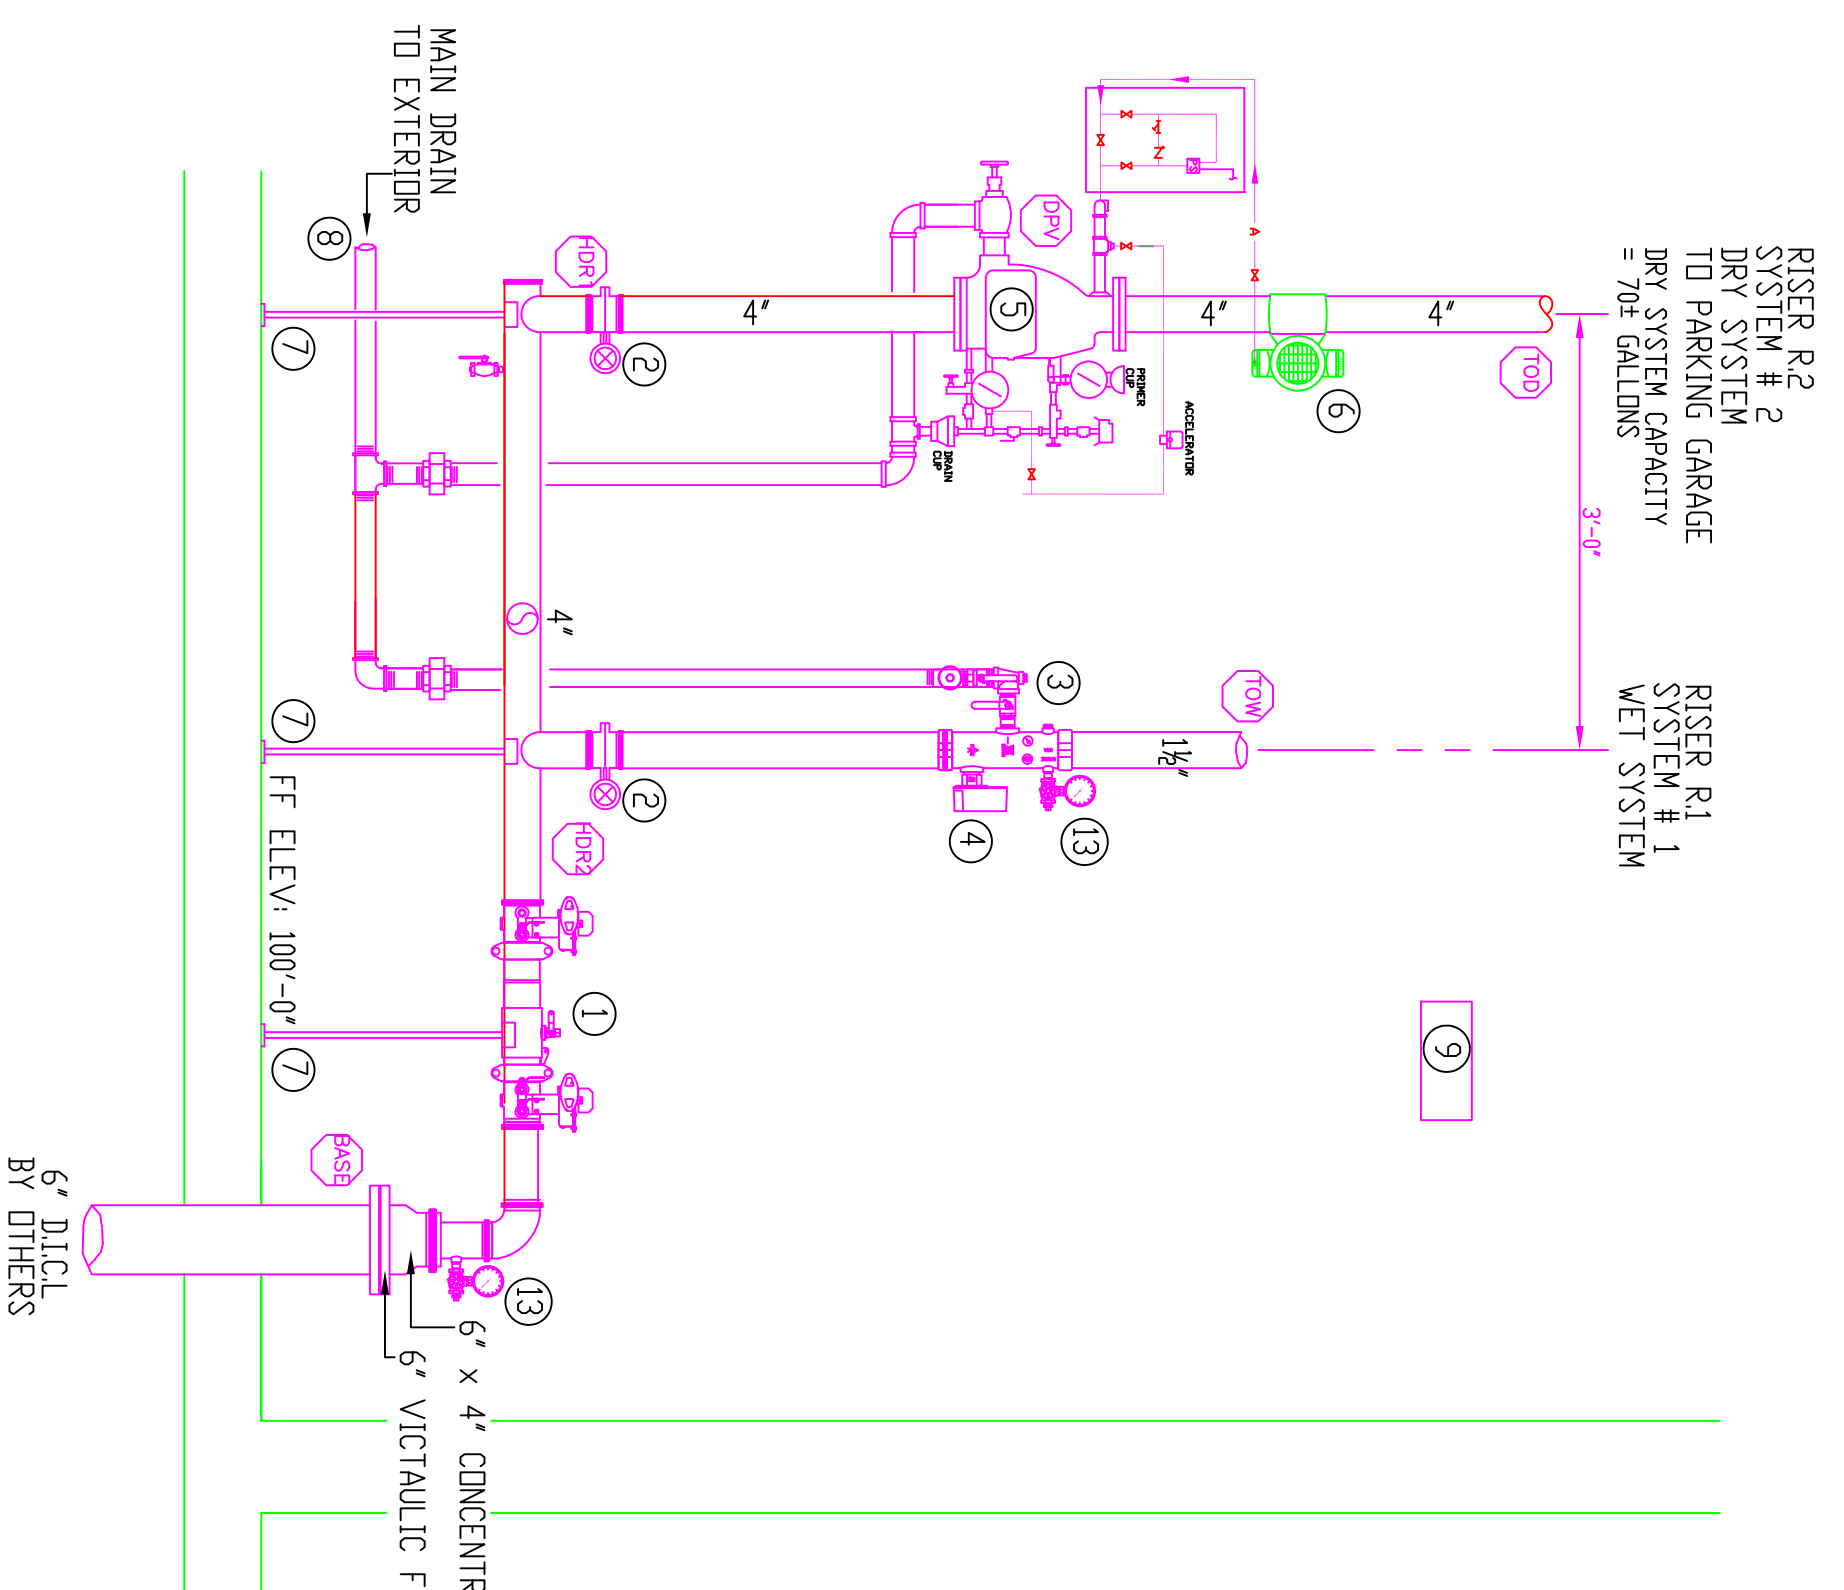 RISER R.2
SYSTEM # 2
DRY SYSTEM
TO PARKING GARAGE
DRY SYSTEM CAPACITY
= 70± GALLONS
3'-0"
RISER R.1
SYSTEM # 1
WET SYSTEM
TOD
4"
4"
4"
6
A
PS
DPV
5
PRIMER
CUP
ACCELERATOR
DRAIN
CUP
TOW
1½"
3
13
4
9
HDR1
2
2
HDR2
4"
1
MAIN DRAIN
TO EXTERIOR
8
7
7
7
FF ELEV: 100'-0"
BASE
13
6" x 4" CONCENTR
6" VICTAULIC F
6" D.I.C.L
BY OTHERS